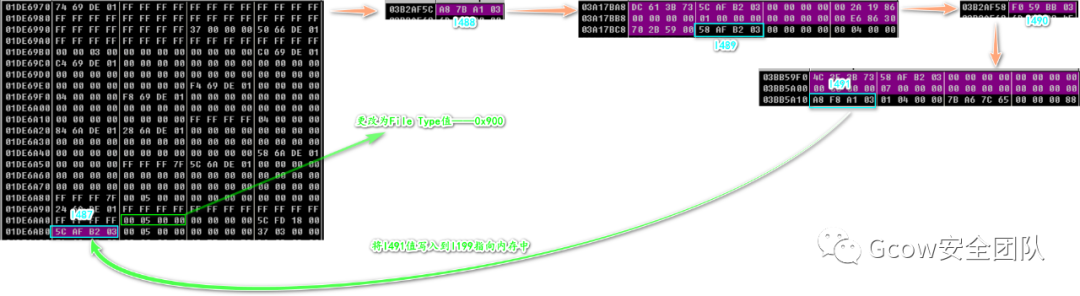 01DE6970 74 69 DE 01 FF FF FF FF FF FF FF FF FF FF FF FF
01DE6980 FF FF FF FF FF FF FF FF FF FF FF FF FF FF FF FF
01DE6990 FF FF FF FF FF FF FF FF 37 00 00 00 50 66 DE 01
01DE69A0 FF FF FF FF FF FF FF FF FF FF FF FF FF FF FF FF
01DE69B0 00 00 03 00 00 00 00 00 00 00 00 00 C0 69 DE 01
01DE69C0 C4 69 DE 01 00 00 00 00 00 00 00 00 00 00 00 00
01DE69D0 00 00 00 00 00 00 00 00 00 00 00 00 00 00 00 00
01DE69E0 00 00 00 00 00 00 00 00 F4 69 DE 01 00 00 00 00
01DE69F0 04 00 00 00 F8 69 DE 01 00 00 00 00 00 00 00 00
01DE6A00 00 00 00 00 00 00 00 00 00 00 00 00 00 00 00 00
01DE6A10 00 00 00 00 00 00 00 00 FF FF FF FF 04 00 00 00
01DE6A20 84 6A DE 01 28 6A DE 01 00 00 00 00 00 00 00 00
01DE6A30 00 00 00 00 00 00 00 00 00 00 00 00 00 00 00 00
01DE6A40 00 00 00 00 00 00 00 00 00 00 00 00 58 6A DE 01
01DE6A50 00 00 00 00 FF FF FF 7F 5C 6A DE 01 00 00 00 00
01DE6A60 00 00 00 00 00 00 00 00 00 00 00 00 00 00 00 00
01DE6A70 00 00 00 00 00 00 00 00 00 00 00 00 00 00 00 00
01DE6A80 FF FF FF 7F 00 05 00 00 00 00 00 00 00 00 00 00
01DE6A90 DE 01 FF FF FF FF FF FF FF FF FF FF FF FF
l487
01DE6AA0 FF FF 00 05 00 00 00 00 00 00 5C FD 18 00
01DE6AB0 5C AF B2 03 00 05 00 00 00 00 00 00 37 03 00 00
03B2AF5C A8 7B A1 03
l488
03A17BA8 DC 61 3B 73 5C AF B2 03 00 00 00 00 00 2A 19 86
03A17BB8 00 00 00 00 01 00 00 00 00 00 00 00 E6 86 30
03A17BC8 70 2B 59 00 58 AF B2 03 00 00 00 00 00 04 00 00
l489
03B2AF58 F0 59 BB 03
l490
03BB59F0 73 58 AF B2 03 00 00 00 00 00 00 00 00
03BB5A00 00 00 07 00 00 00 00 00 00 00 00 00 00 00
l491
03BB5A10 A8 F8 A1 03 01 04 00 00 7B A6 7C 65 00 00 00 88
更改为File Type值——0x900
将l491值写入到l199指向内存中
Gcow安全团队